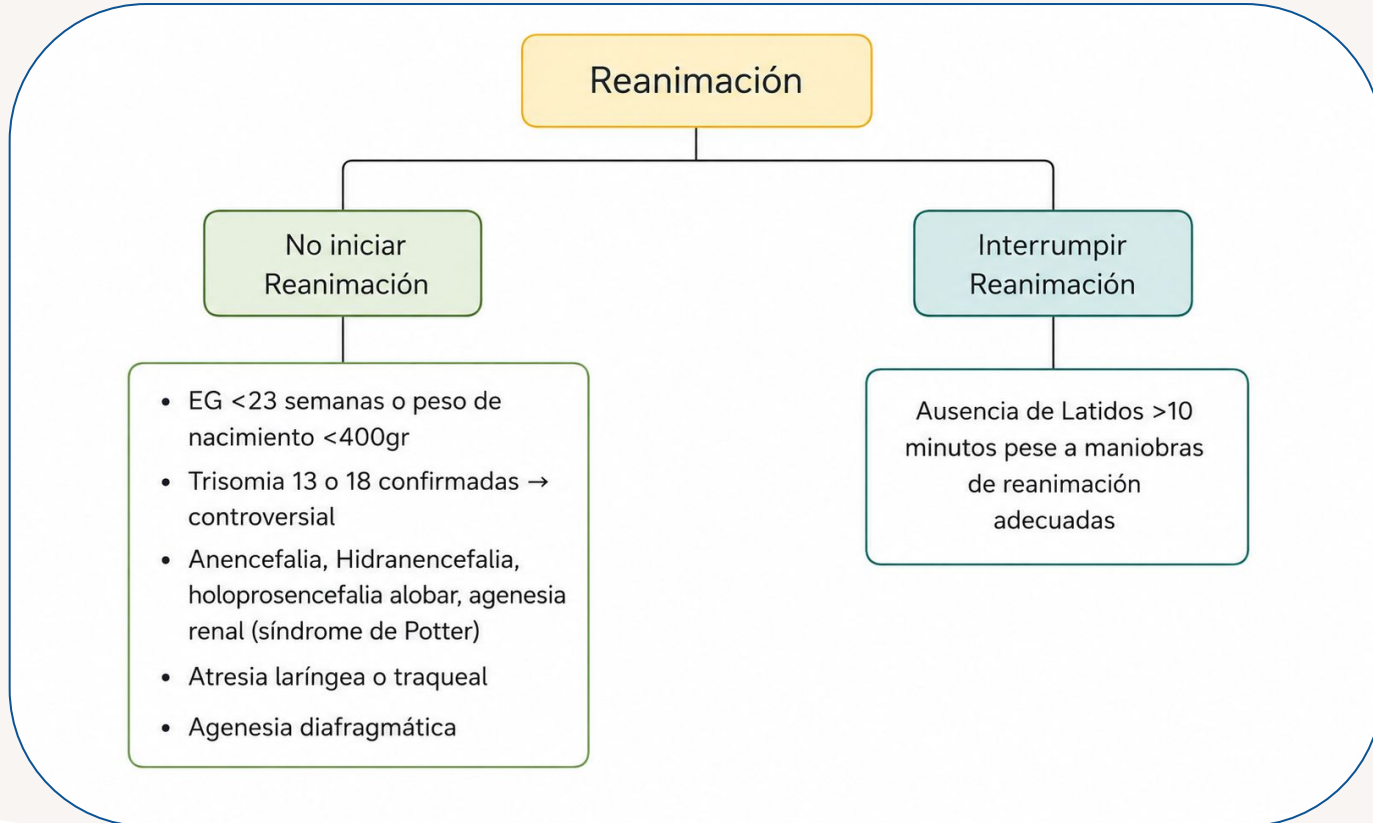 Reanimación
No iniciar
Reanimación
• EG <23 semanas o peso de
nacimiento <400gr
• Trisomia 13 o 18 confirmadas →
controversial
• Anencefalia, Hidranencefalia,
holoprosencefalia alobar, agenesia
renal (síndrome de Potter)
• Atresia laríngea o traqueal
• Agenesia diafragmática
Interrumpir
Reanimación
Ausencia de Latidos >10
minutos pese a maniobras
de reanimación
adecuadas